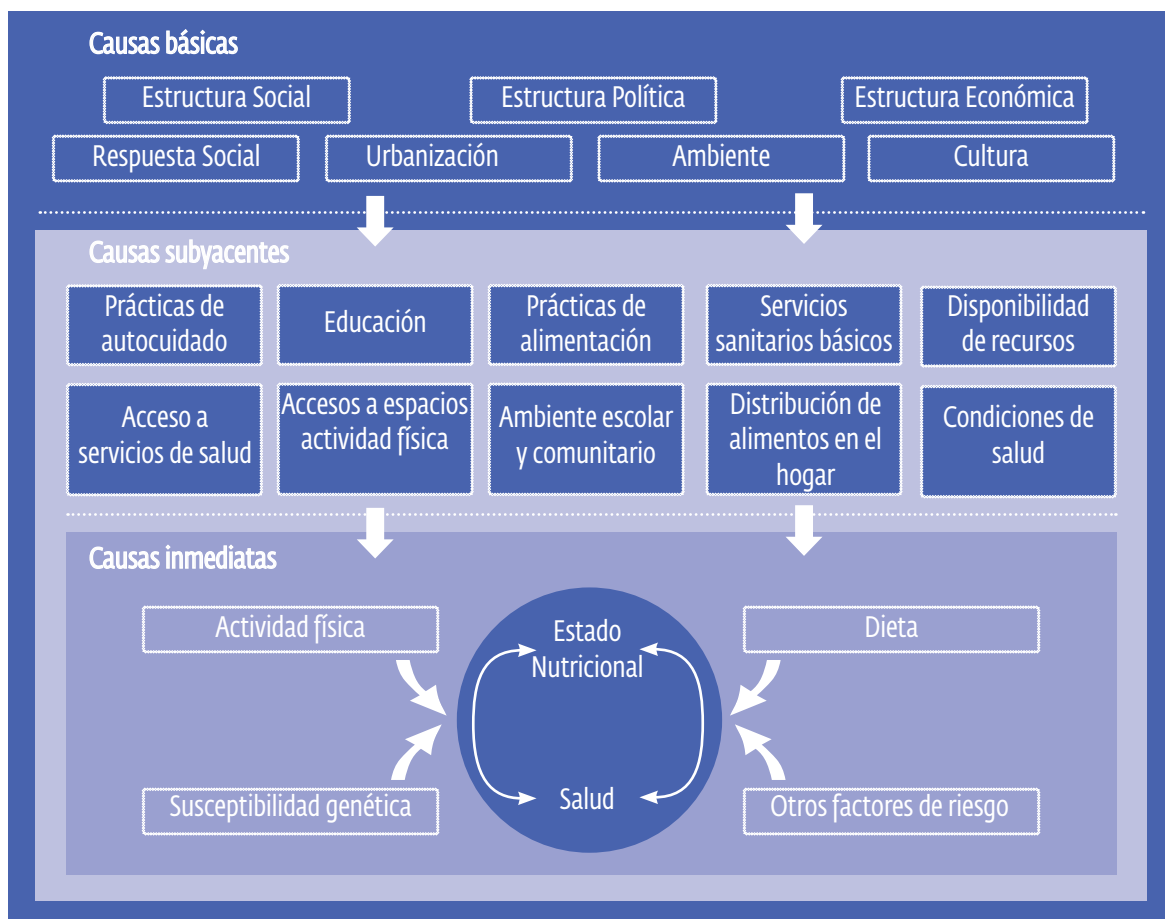 Causas básicas
Estructura Social
Estructura Política
Estructura Económica
Respuesta Social
Urbanización
Ambiente
Cultura
Causas subyacentes
Prácticas de
autocuidado
Educación
Prácticas de
alimentación
Servicios
sanitarios básicos
Disponibilidad
de recursos
Acceso a
servicios de salud
Accesos a espacios
actividad física
Ambiente escolar
y comunitario
Distribución de
alimentos en el
hogar
Condiciones de
salud
Causas inmediatas
Actividad física
Estado
Nutricional
Dieta
Susceptibilidad genética
Salud
Otros factores de riesgo